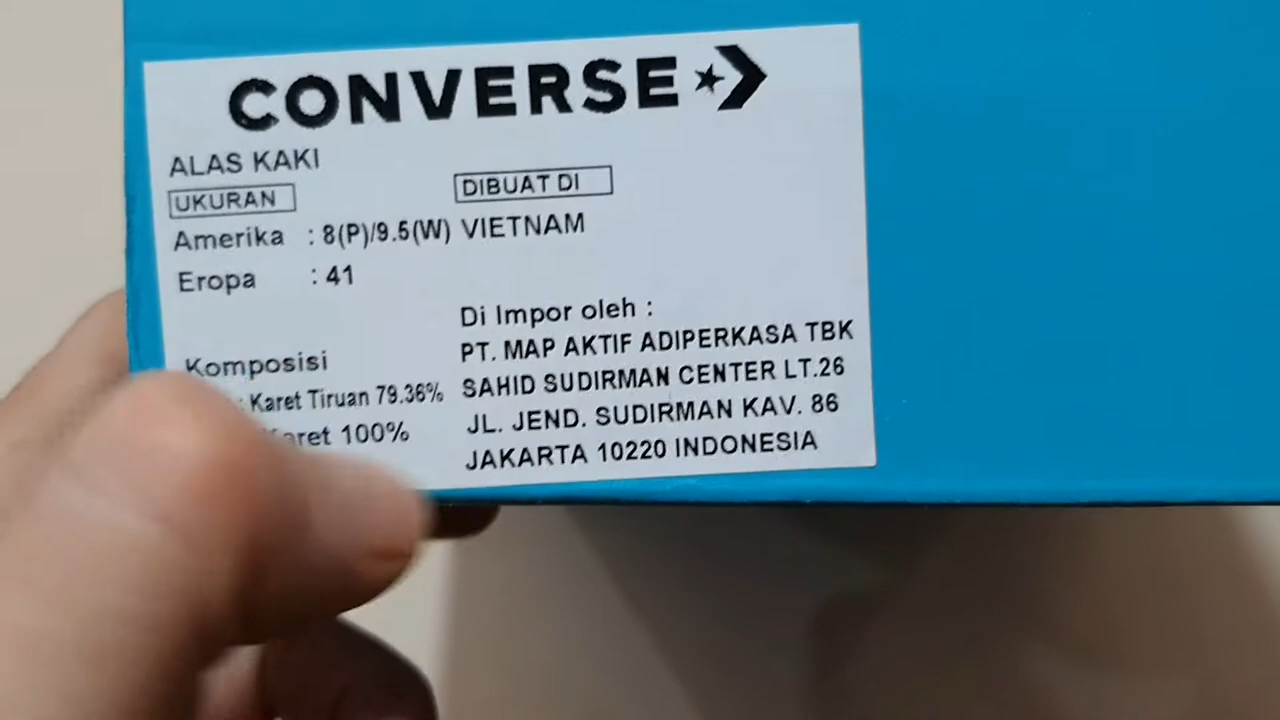 CONVERSE
ALAS KAKI
UKURAN
DIBUAT DI
Amerika : 8(P)/9.5(W) VIETNAM
Eropa : 41
Di Impor oleh :
PT. MAP AKTIF ADIPERKASA TBK
SAHID SUDIRMAN CENTER LT.26
JL. JEND. SUDIRMAN KAV. 86
JAKARTA 10220 INDONESIA
Komposisi
: Karet Tiruan 79.36%
100%